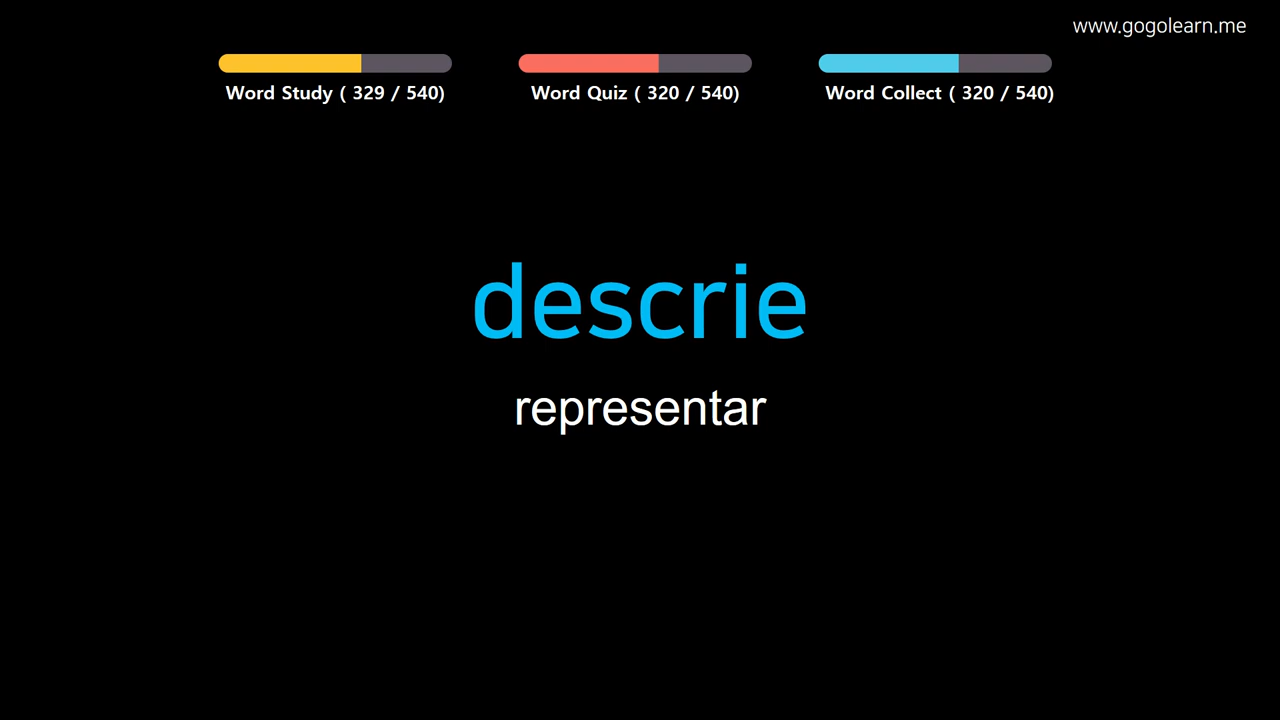 www.gogolearn.me
Word Study ( 329 / 540)
Word Quiz ( 320 / 540)
Word Collect ( 320 / 540)
descrie
representar